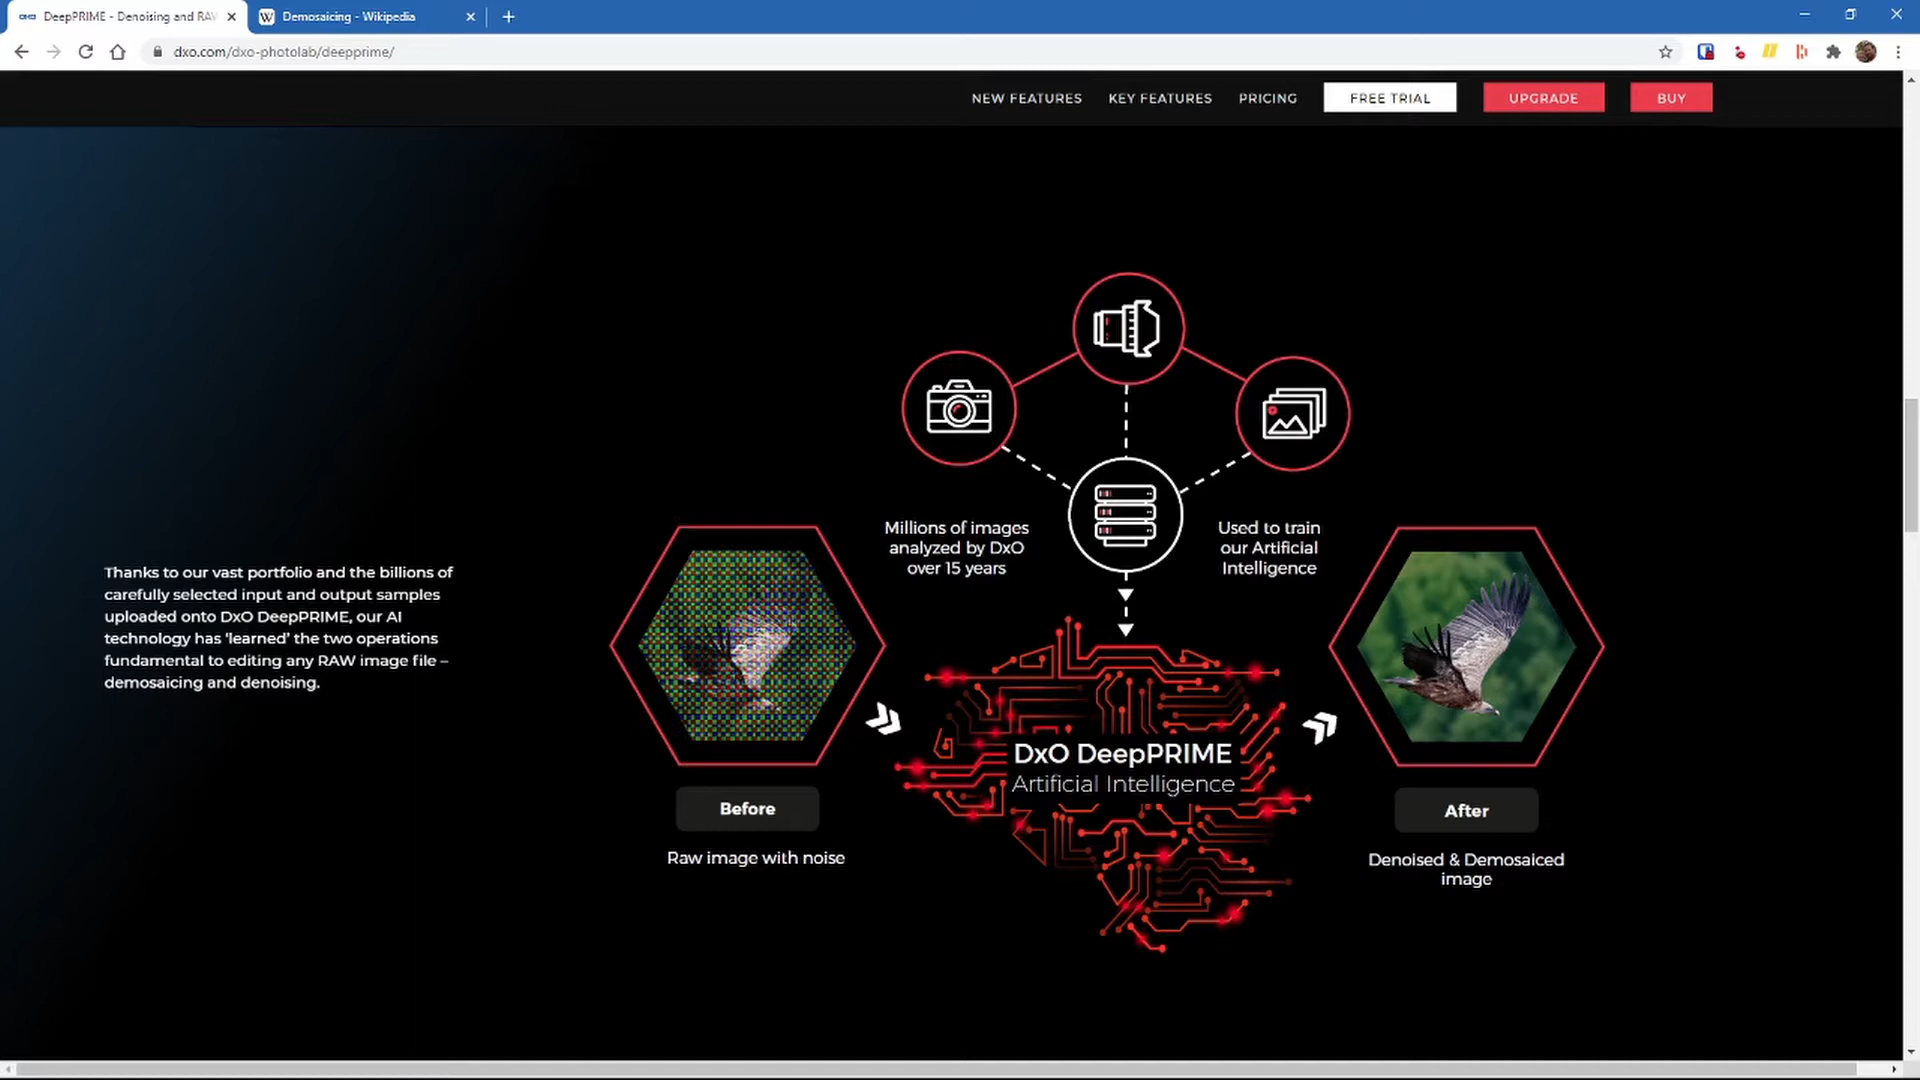 DeepPRIME - Denoising and RAW
Demosaicing - Wikipedia
dxo.com/dxo-photolab/deepprime/
NEW FEATURES
KEY FEATURES
PRICING
FREE TRIAL
UPGRADE
BUY
Millions of images
analyzed by DxO
over 15 years
Used to train
our Artificial
Intelligence
Thanks to our vast portfolio and the billions of
carefully selected input and output samples
uploaded onto DxO DeepPRIME, our AI
technology has ‘learned’ the two operations
fundamental to editing any RAW image file –
demosaicing and denoising.
DxO DeepPRIME
Artificial Intelligence
Before
Raw image with noise
After
Denoised & Demosaiced
image